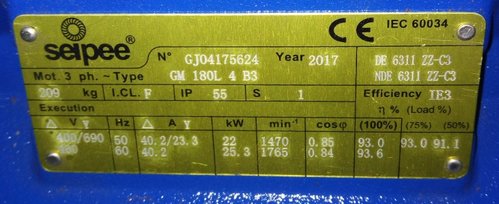 seipee® CE IEC 60034
N° GJ04175624 Year 2017 DE 6311 ZZ-C3
Mot. 3 ph. ~ Type GM 180L 4 B3 NDE 6311 ZZ-C3
209 kg I.CL. F IP 55 S 1 Efficiency IE3
Execution η % (Load %)
△ V Y Hz △ A Y kW min⁻¹ cosφ (100%) (75%) (50%)
400/690 50 40.2/23.3 22 1470 0.85 93.0 93.0 91.1
60 40.2 25.3 1765 0.84 93.6